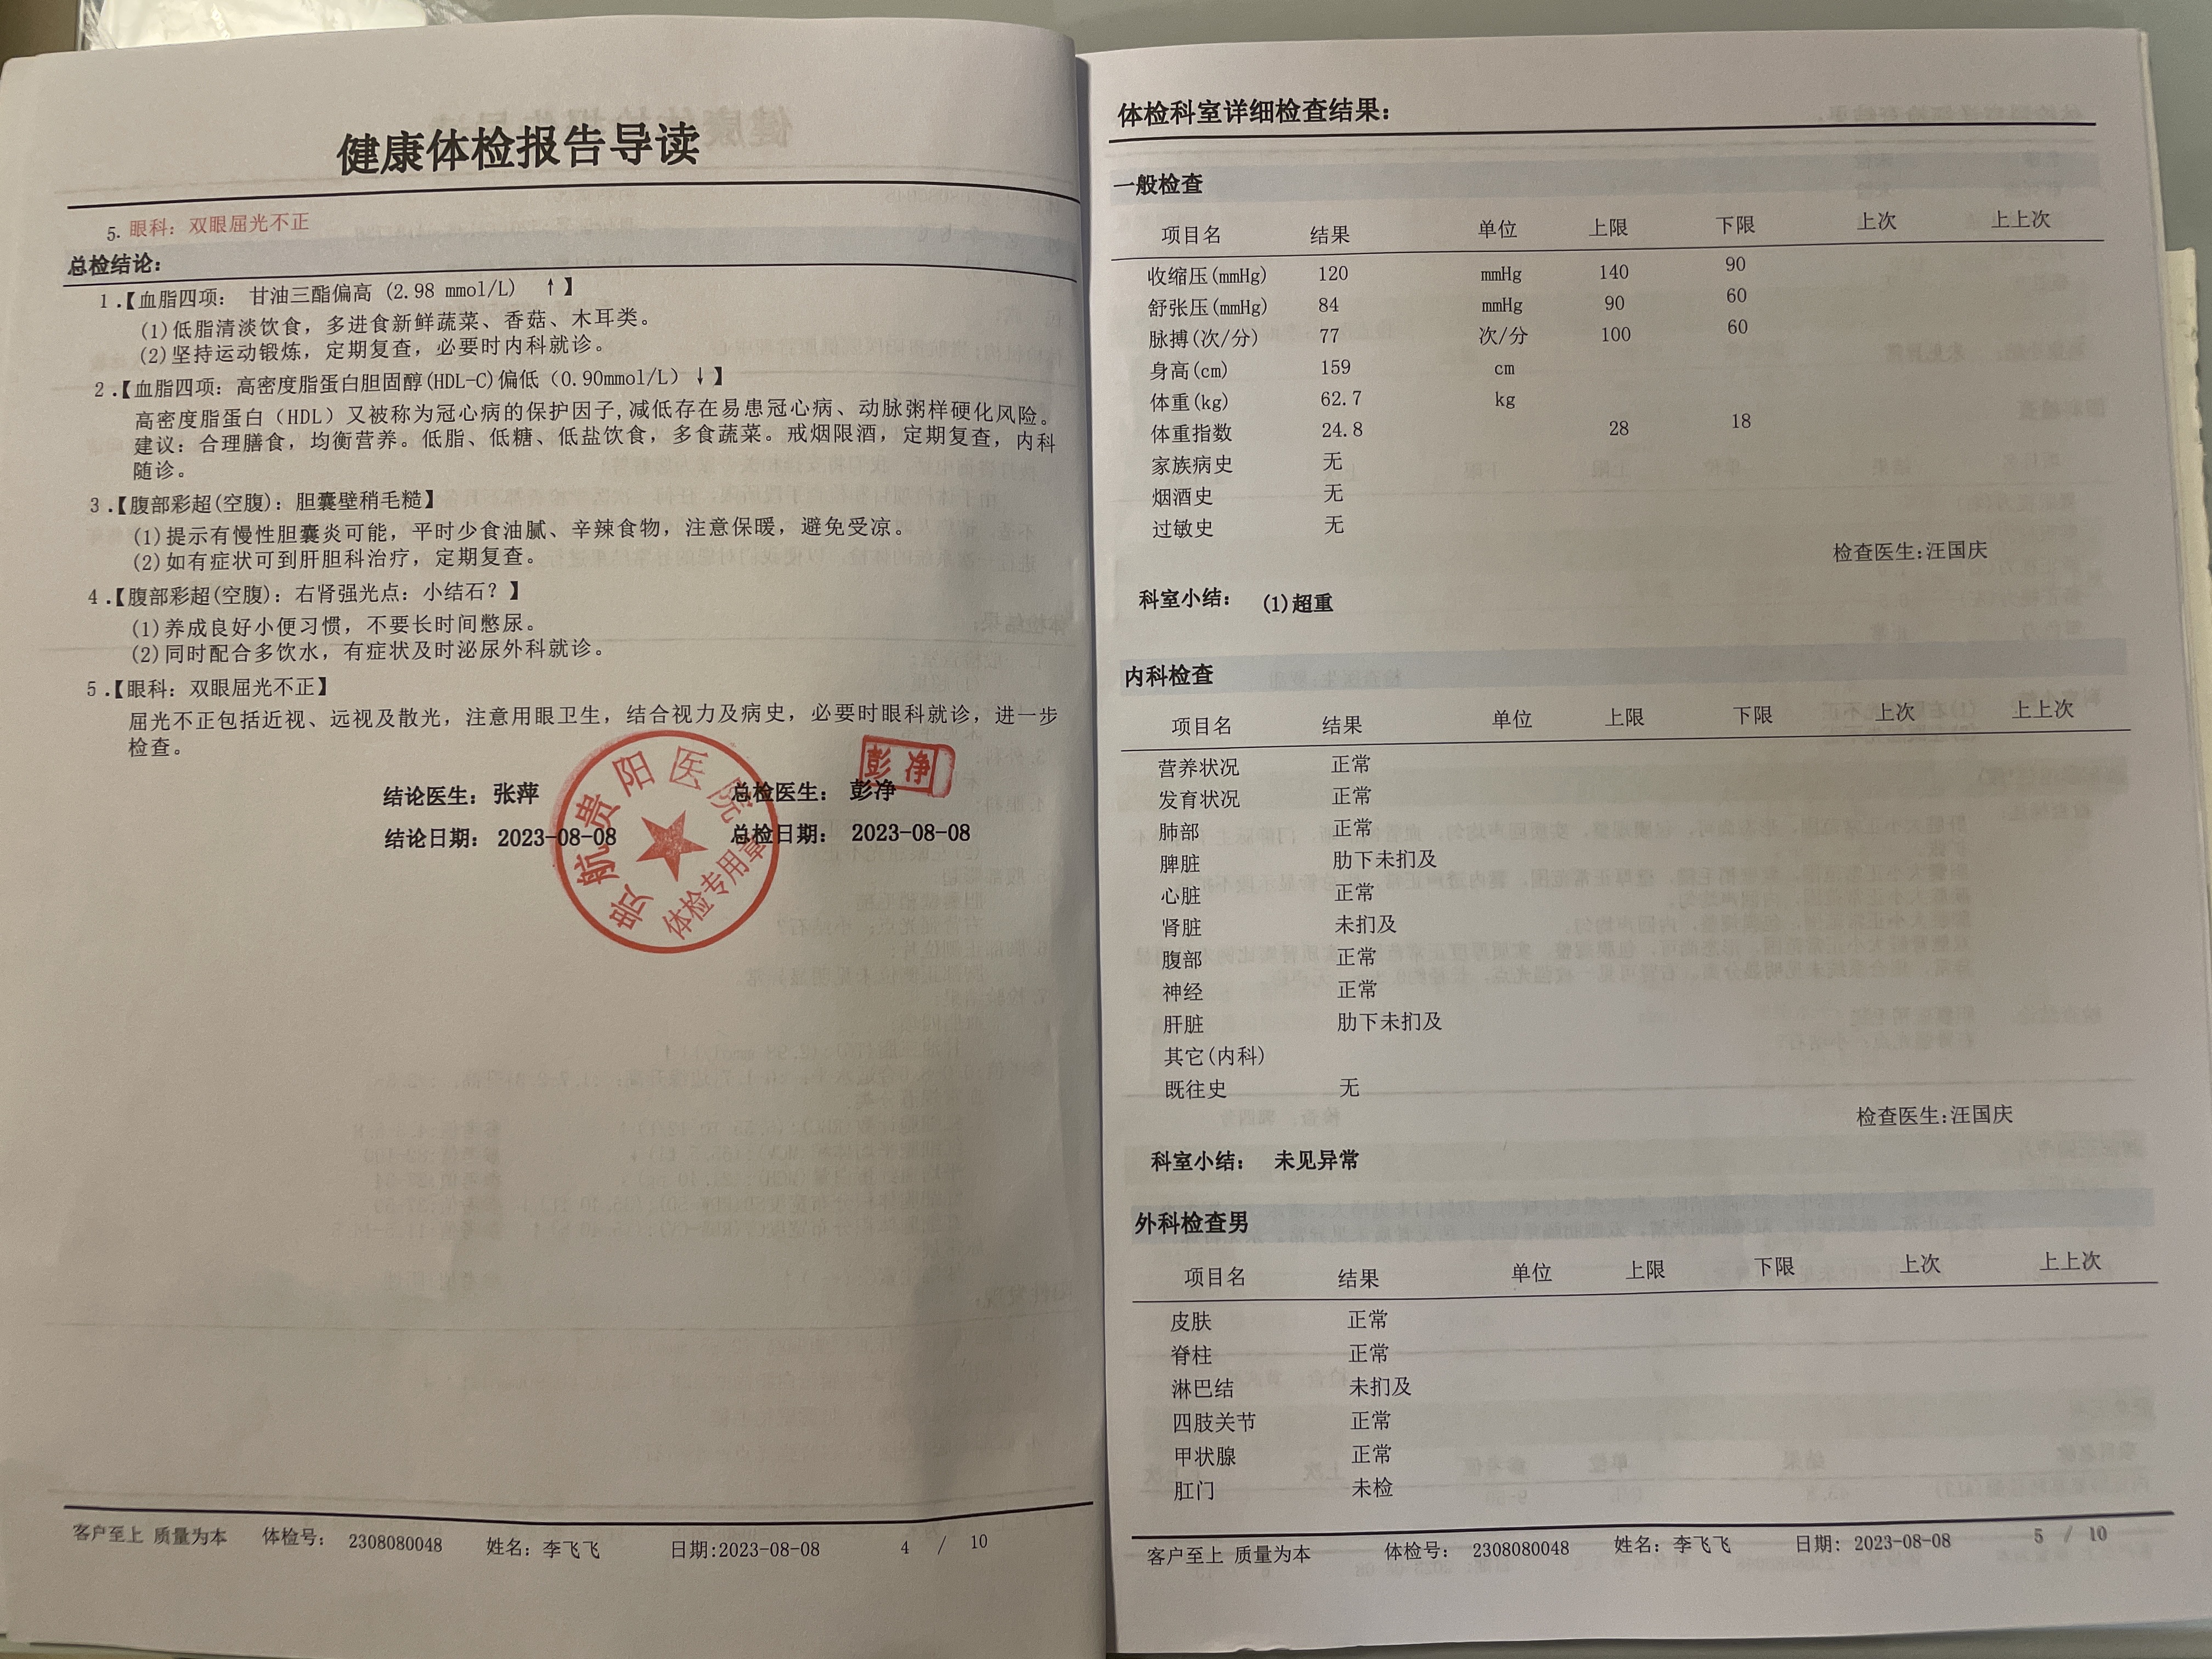 健康体检报告导读
5. 眼科：双眼屈光不正
总检结论：
1.【血脂四项： 甘油三酯偏高 (2.98 mmol/L) ↑】
(1)低脂清淡饮食，多进食新鲜蔬菜、香菇、木耳类。
(2)坚持运动锻炼，定期复查，必要时内科就诊。
2.【血脂四项：高密度脂蛋白胆固醇(HDL-C)偏低（0.90mmol/L）↓】
高密度脂蛋白（HDL）又被称为冠心病的保护因子,减低存在易患冠心病、动脉粥样硬化风险。
建议：合理膳食，均衡营养。低脂、低糖、低盐饮食，多食蔬菜。戒烟限酒，定期复查，内科
随诊。
3.【腹部彩超(空腹)：胆囊壁稍毛糙】
(1)提示有慢性胆囊炎可能，平时少食油腻、辛辣食物，注意保暖，避免受凉。
(2)如有症状可到肝胆科治疗，定期复查。
4.【腹部彩超(空腹)：右肾强光点：小结石？】
(1)养成良好小便习惯，不要长时间憋尿。
(2)同时配合多饮水，有症状及时泌尿外科就诊。
5.【眼科：双眼屈光不正】
屈光不正包括近视、远视及散光，注意用眼卫生，结合视力及病史，必要时眼科就诊，进一步
检查。
结论医生：张萍 总检医生：彭净
结论日期：2023-08-08 总检日期：2023-08-08
彭净
贵航贵阳医院
体检专用章
客户至上 质量为本 体检号： 2308080048 姓名：李飞飞 日期:2023-08-08 4 / 10
体检科室详细检查结果：
一般检查
项目名 结果 单位 上限 下限 上次 上上次
收缩压(mmHg) 120 mmHg 140 90
舒张压(mmHg) 84 mmHg 90 60
脉搏(次/分) 77 次/分 100 60
身高(cm) 159 cm
体重(kg) 62.7 kg
体重指数 24.8 28 18
家族病史 无
烟酒史 无
过敏史 无
检查医生:汪国庆
科室小结： (1)超重
内科检查
项目名 结果 单位 上限 下限 上次 上上次
营养状况 正常
发育状况 正常
肺部 正常
脾脏 肋下未扪及
心脏 正常
肾脏 未扪及
腹部 正常
神经 正常
肝脏 肋下未扪及
其它(内科)
既往史 无
检查医生:汪国庆
科室小结： 未见异常
外科检查男
项目名 结果 单位 上限 下限 上次 上上次
皮肤 正常
脊柱 正常
淋巴结 未扪及
四肢关节 正常
甲状腺 正常
肛门 未检
客户至上 质量为本 体检号： 2308080048 姓名：李飞飞 日期: 2023-08-08 5 / 10